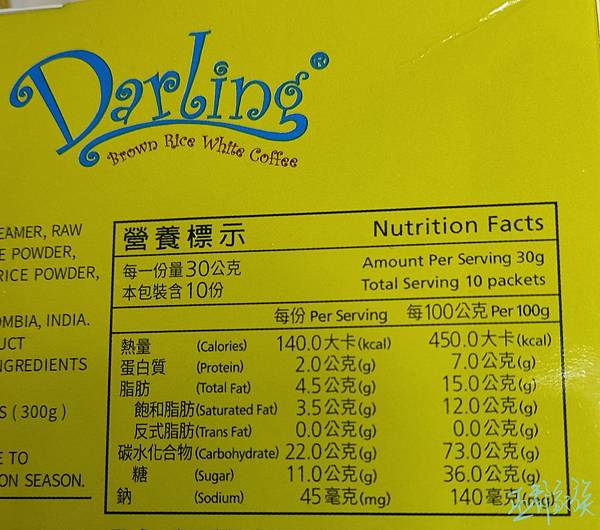 Darling®
Brown Rice White Coffee
EAMER, RAW
E POWDER,
RICE POWDER,
OMBIA, INDIA.
UCT
NGREDIENTS
S ( 300g )
E TO
ON SEASON.
營養標示 Nutrition Facts
每一份量30公克 Amount Per Serving 30g
本包裝含10份 Total Serving 10 packets
每份 Per Serving 每100公克 Per 100g
熱量 (Calories) 140.0大卡(kcal) 450.0大卡(kcal)
蛋白質 (Protein) 2.0公克(g) 7.0公克(g)
脂肪 (Total Fat) 4.5公克(g) 15.0公克(g)
飽和脂肪(Saturated Fat) 3.5公克(g) 12.0公克(g)
反式脂肪(Trans Fat) 0.0公克(g) 0.0公克(g)
碳水化合物(Carbohydrate) 22.0公克(g) 73.0公克(g)
糖 (Sugar) 11.0公克(g) 36.0公克(g)
鈉 (Sodium) 45毫克(mg) 140毫克(mg)